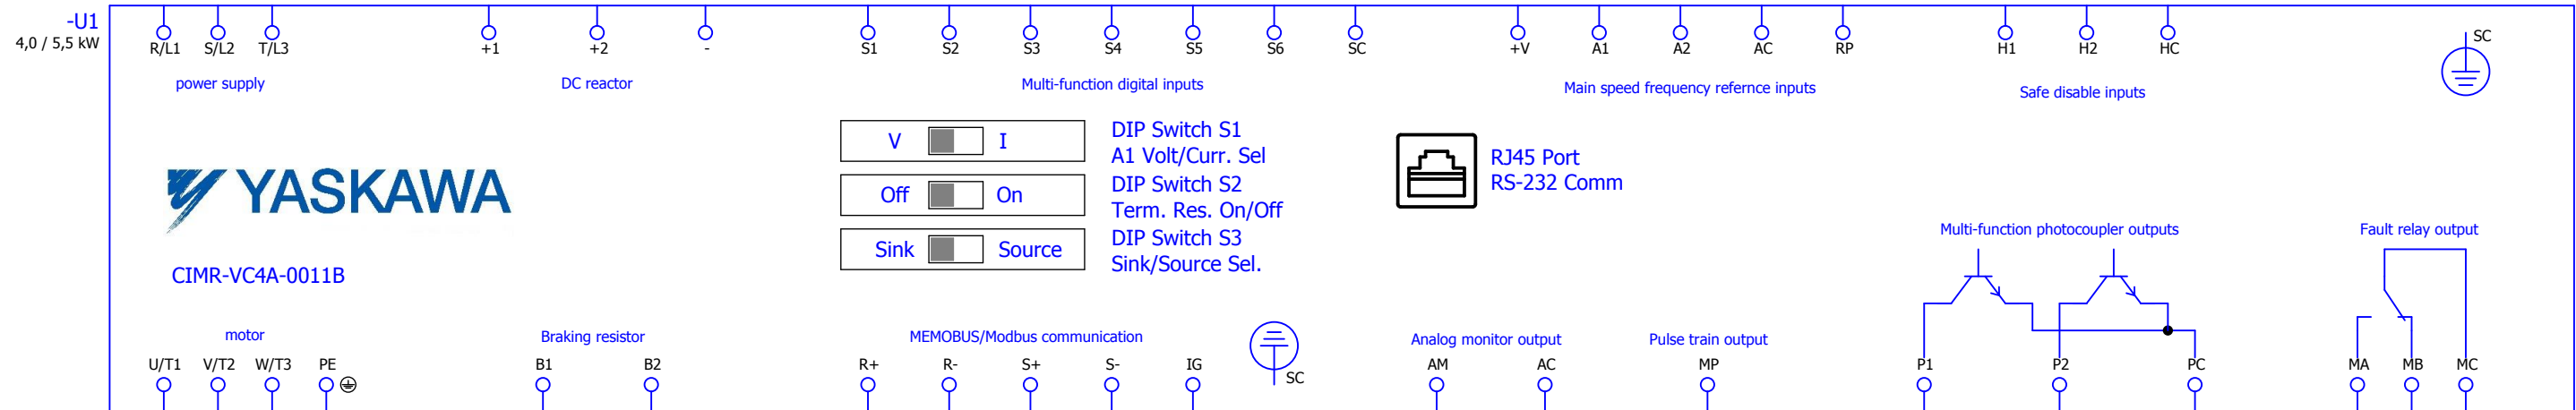 -U1
4,0 / 5,5 kW
R/L1 S/L2 T/L3 +1 +2 - S1 S2 S3 S4 S5 S6 SC +V A1 A2 AC RP H1 H2 HC SC
power supply DC reactor Multi-function digital inputs Main speed frequency refernce inputs Safe disable inputs
V I DIP Switch S1
A1 Volt/Curr. Sel
Off On DIP Switch S2
Term. Res. On/Off
Sink Source DIP Switch S3
Sink/Source Sel.
RJ45 Port
RS-232 Comm
YASKAWA
CIMR-VC4A-0011B
Multi-function photocoupler outputs Fault relay output
motor Braking resistor MEMOBUS/Modbus communication Analog monitor output Pulse train output
U/T1 V/T2 W/T3 PE B1 B2 R+ R- S+ S- IG SC AM AC MP P1 P2 PC MA MB MC